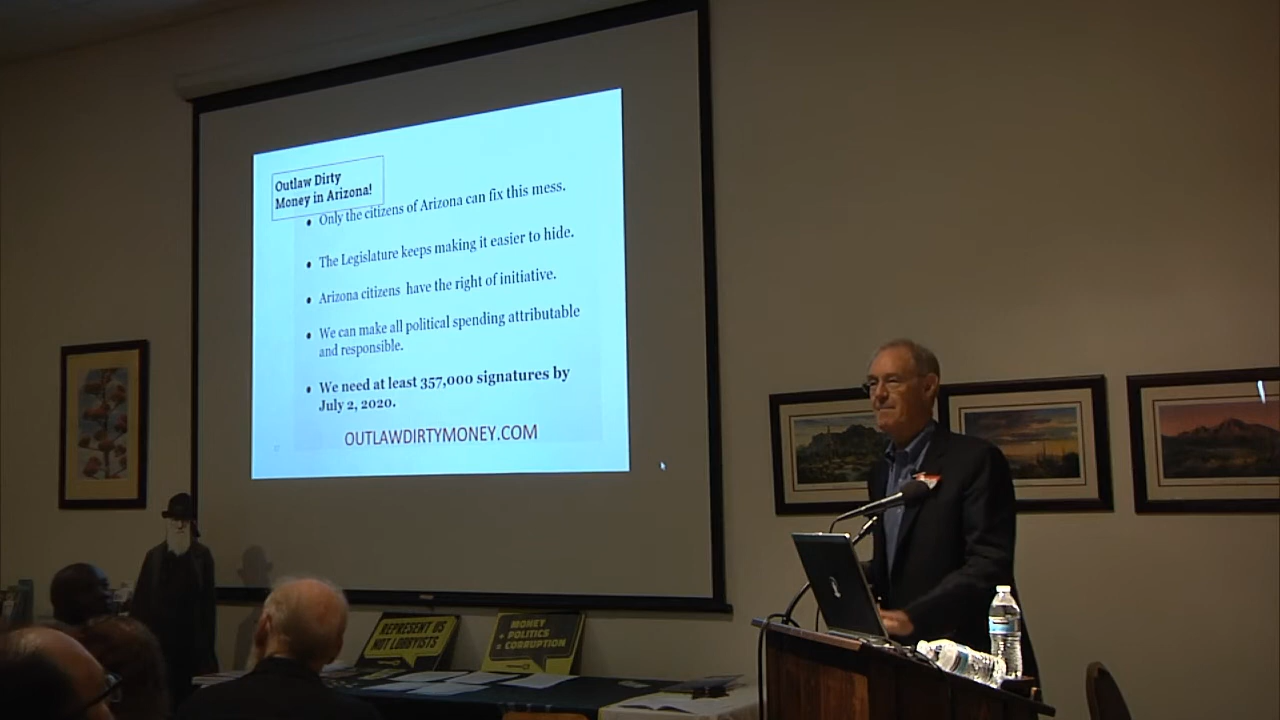 Outlaw Dirty
Money in Arizona!
• Only the citizens of Arizona can fix this mess.
• The Legislature keeps making it easier to hide.
• Arizona citizens have the right of initiative.
• We can make all political spending attributable
and responsible.
• We need at least 357,000 signatures by
July 2, 2020.
OUTLAWDIRTYMONEY.COM
REPRESENT US
NOT LOBBYISTS
MONEY
+ POLITICS
= CORRUPTION